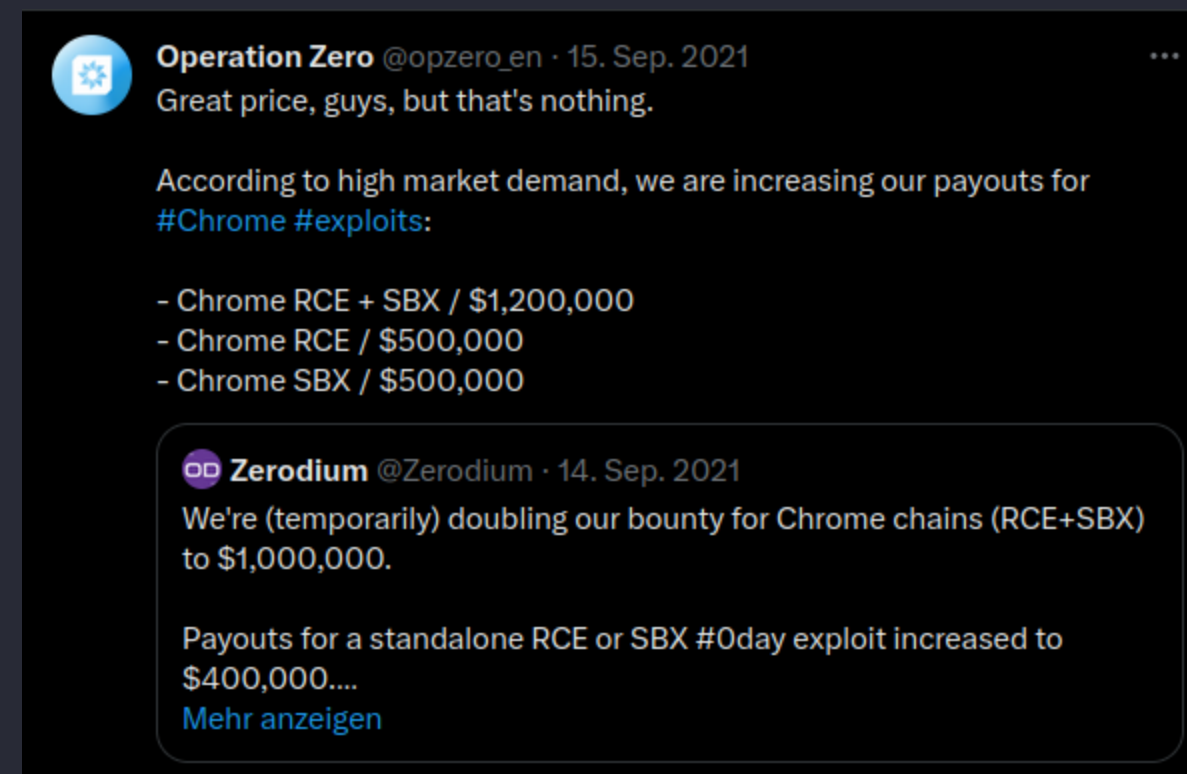 Operation Zero @opzero_en · 15. Sep. 2021
Great price, guys, but that's nothing.
According to high market demand, we are increasing our payouts for
#Chrome #exploits:
- Chrome RCE + SBX / $1,200,000
- Chrome RCE / $500,000
- Chrome SBX / $500,000
OD Zerodium @Zerodium · 14. Sep. 2021
We're (temporarily) doubling our bounty for Chrome chains (RCE+SBX)
to $1,000,000.
Payouts for a standalone RCE or SBX #0day exploit increased to
$400,000....
Mehr anzeigen